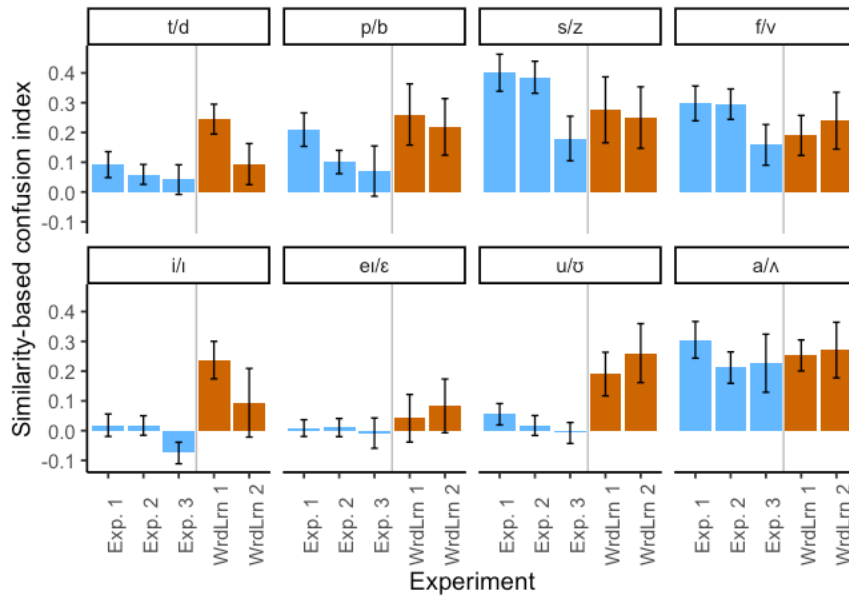 t/d p/b s/z f/v
Similarity-based confusion index
0.4
0.3
0.2
0.1
0.0
-0.1
i/ɪ eɪ/ɛ u/ʊ a/ʌ
0.4
0.3
0.2
0.1
0.0
-0.1
Exp. 1 Exp. 2 Exp. 3 WrdLrn 1 WrdLrn 2 Exp. 1 Exp. 2 Exp. 3 WrdLrn 1 WrdLrn 2 Exp. 1 Exp. 2 Exp. 3 WrdLrn 1 WrdLrn 2 Exp. 1 Exp. 2 Exp. 3 WrdLrn 1 WrdLrn 2
Experiment